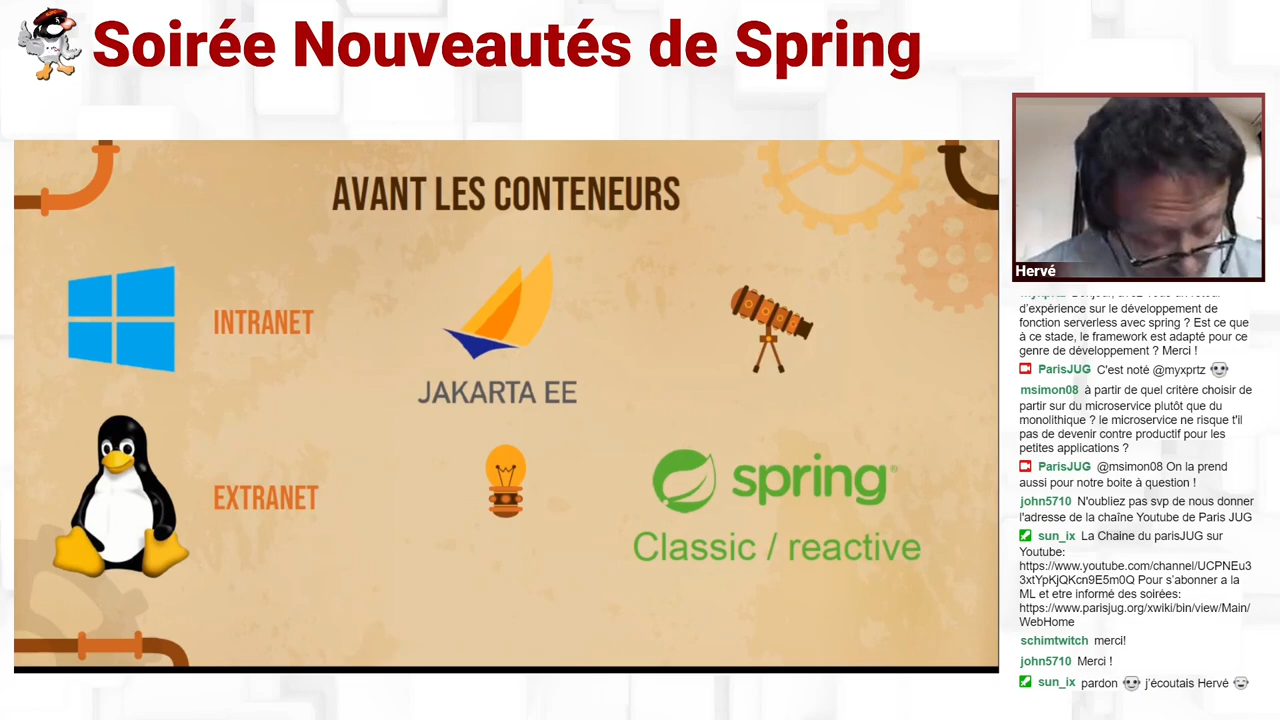 Soirée Nouveautés de Spring
AVANT LES CONTENEURS
INTRANET
JAKARTA EE
EXTRANET
spring
Classic / reactive
Hervé
d'expérience sur le développement de
fonction serverless avec spring ? Est ce que
à ce stade, le framework est adapté pour ce
genre de développement ? Merci !
ParisJUG C'est noté @myxprtz
msimon08 à partir de quel critère choisir de
partir sur du microservice plutôt que du
monolithique ? le microservice ne risque t'il
pas de devenir contre productif pour les
petites applications ?
ParisJUG @msimon08 On la prend
aussi pour notre boite à question !
john5710 N'oubliez pas svp de nous donner
l'adresse de la chaîne Youtube de Paris JUG
sun_ix La Chaine du parisJUG sur
Youtube:
https://www.youtube.com/channel/UCPNEu3
3xtYpKjQKcn9E5m0Q Pour s'abonner a la
ML et etre informé des soirées:
https://www.parisjug.org/xwiki/bin/view/Main/
WebHome
schimtwitch merci!
john5710 Merci !
sun_ix pardon j'écoutais Hervé